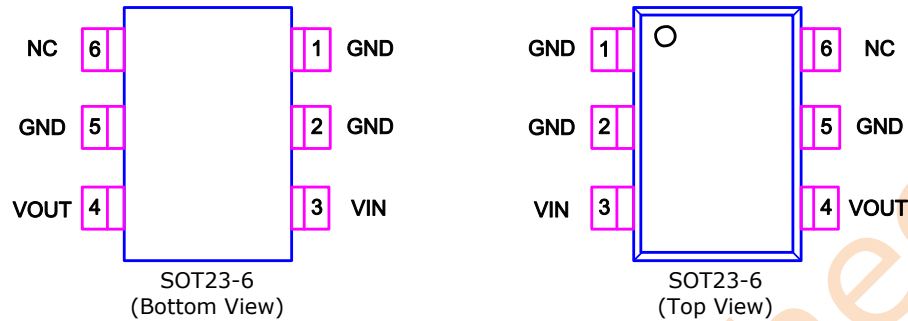 NC 6 1 GND
GND 5 2 GND
VOUT 4 3 VIN
SOT23-6
(Bottom View)
GND 1 6 NC
GND 2 5 GND
VIN 3 4 VOUT
SOT23-6
(Top View)